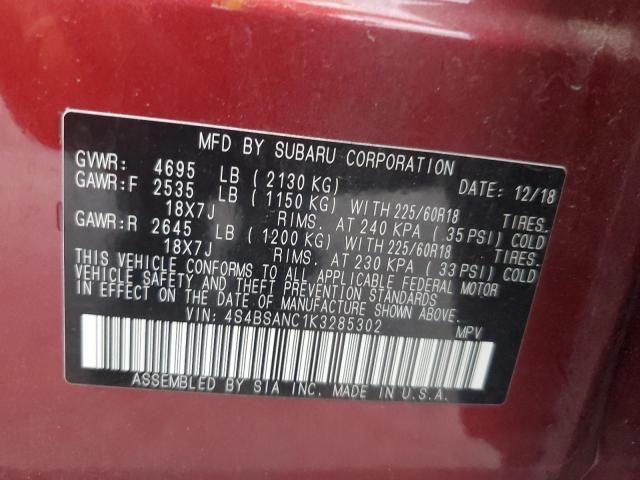 MFD BY SUBARU CORPORATION
GVWR: 4695 LB ( 2130 KG) DATE: 12/18
GAWR:F 2535 LB ( 1150 KG) WITH 225/60R18 TIRES.
18X7J RIMS. AT 240 KPA ( 35 PSI) COLD
GAWR:R 2645 LB ( 1200 KG) WITH 225/60R18 TIRES.
18X7J RIMS. AT 230 KPA ( 33 PSI) COLD
THIS VEHICLE CONFORMS TO ALL APPLICABLE FEDERAL MOTOR
VEHICLE SAFETY AND THEFT PREVENTION STANDARDS
IN EFFECT ON THE DATE OF MANUFACTURE SHOWN ABOVE.
VIN: 4S4BSANC1K3285302 MPV
ASSEMBLED BY SIA INC. MADE IN U.S.A.